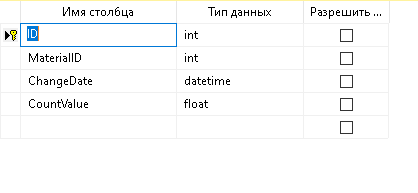 Имя столбца Тип данных Разрешить ...
ID int
MaterialID int
ChangeDate datetime
CountValue float